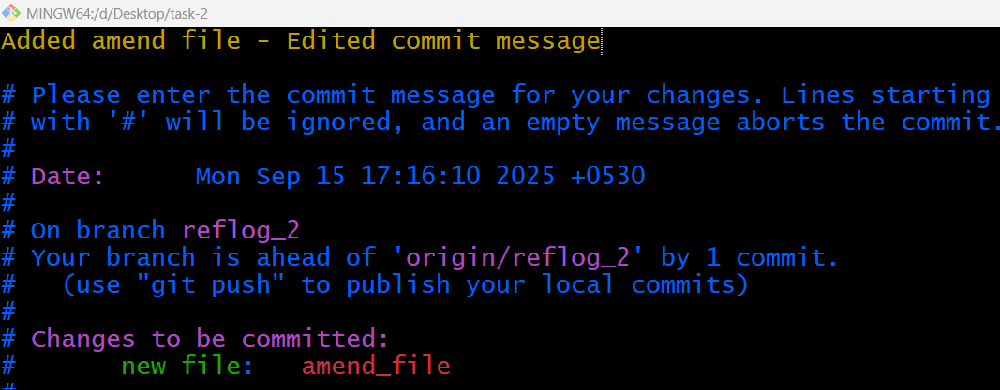 MINGW64:/d/Desktop/task-2
Added amend file - Edited commit message

# Please enter the commit message for your changes. Lines starting
# with '#' will be ignored, and an empty message aborts the commit.
#
# Date:      Mon Sep 15 17:16:10 2025 +0530
#
# On branch reflog_2
# Your branch is ahead of 'origin/reflog_2' by 1 commit.
#   (use "git push" to publish your local commits)
#
# Changes to be committed:
#       new file:   amend_file
#